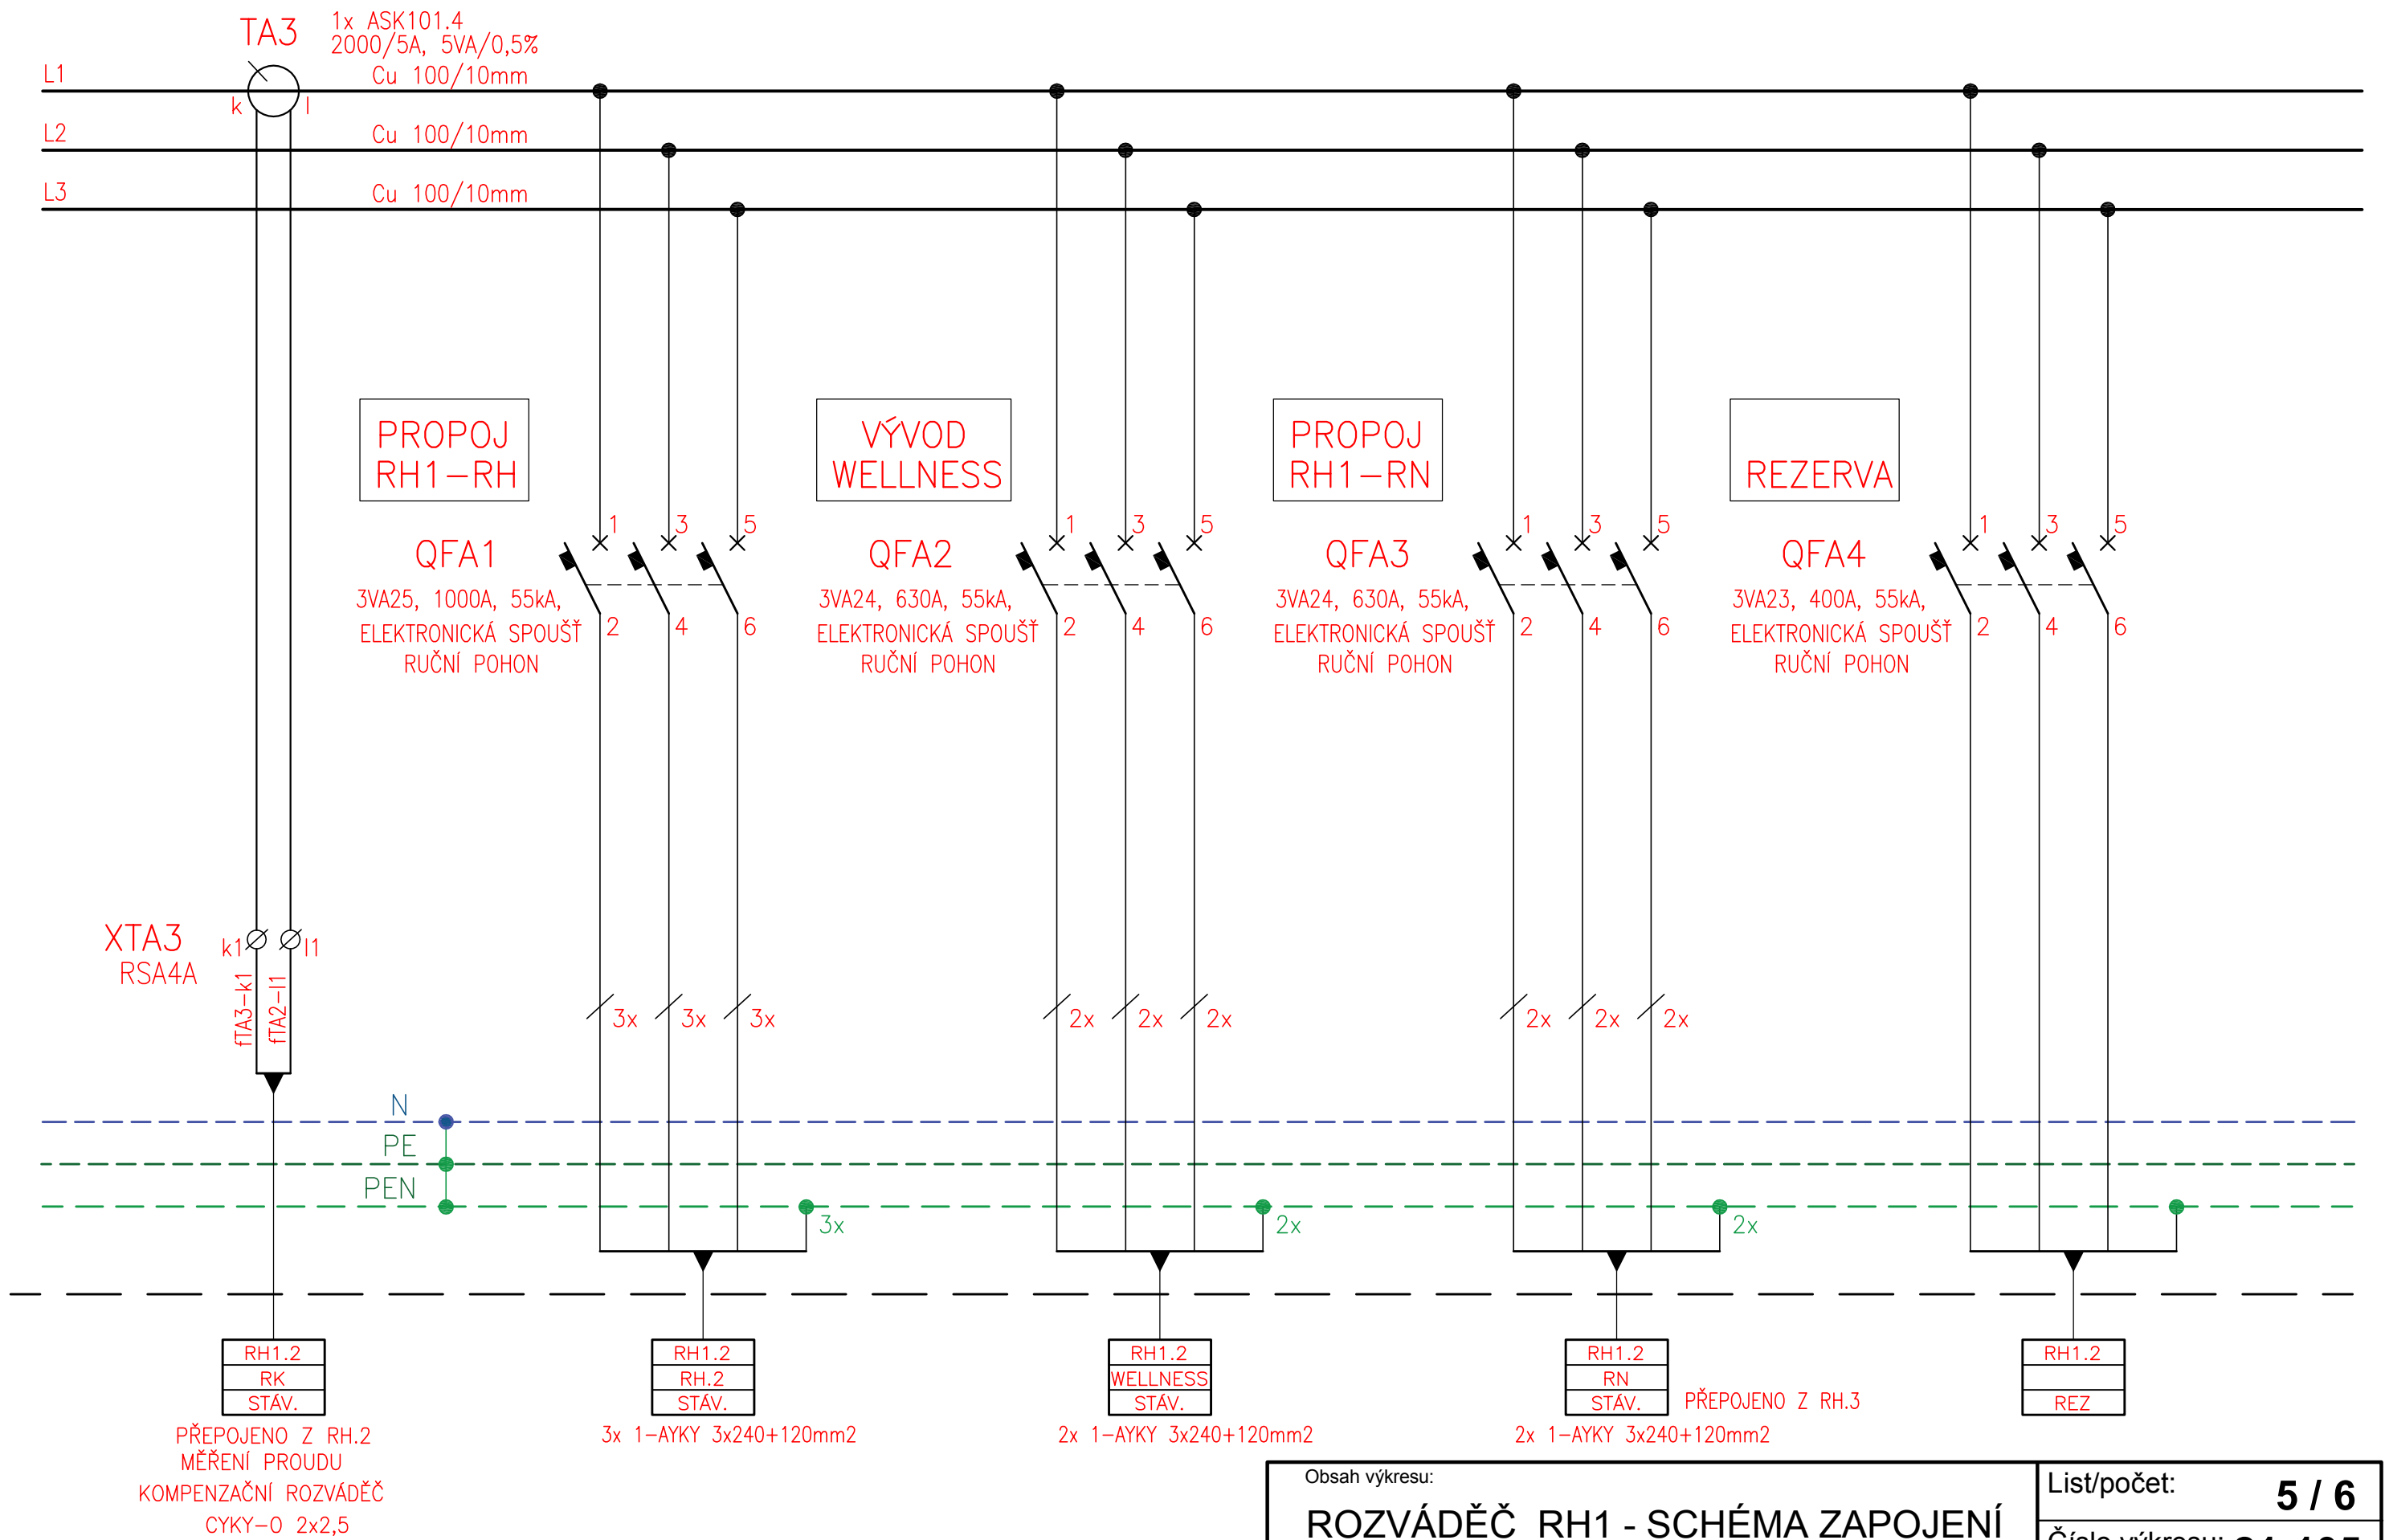 TA3
1x ASK101.4
2000/5A, 5VA/0,5%
L1
Cu 100/10mm
k
l
L2
Cu 100/10mm
L3
Cu 100/10mm
PROPOJ
RH1-RH
QFA1
3VA25, 1000A, 55kA,
ELEKTRONICKÁ SPOUŠŤ
RUČNÍ POHON
1
3
5
2
4
6
VÝVOD
WELLNESS
QFA2
3VA24, 630A, 55kA,
ELEKTRONICKÁ SPOUŠŤ
RUČNÍ POHON
1
3
5
2
4
6
PROPOJ
RH1-RN
QFA3
3VA24, 630A, 55kA,
ELEKTRONICKÁ SPOUŠŤ
RUČNÍ POHON
1
3
5
2
4
6
REZERVA
QFA4
3VA23, 400A, 55kA,
ELEKTRONICKÁ SPOUŠŤ
RUČNÍ POHON
1
3
5
2
4
6
XTA3
RSA4A
k1
l1
fTA3-k1
fTA2-l1
3x
3x
3x
2x
2x
2x
2x
2x
2x
N
PE
PEN
3x
2x
2x
RH1.2
RK
STÁV.
PŘEPOJENO Z RH.2
MĚŘENÍ PROUDU
KOMPENZAČNÍ ROZVÁDĚČ
CYKY-O 2x2,5
RH1.2
RH.2
STÁV.
3x 1-AYKY 3x240+120mm2
RH1.2
WELLNESS
STÁV.
2x 1-AYKY 3x240+120mm2
RH1.2
RN
STÁV.
PŘEPOJENO Z RH.3
2x 1-AYKY 3x240+120mm2
RH1.2
REZ
Obsah výkresu:
ROZVÁDĚČ RH1 - SCHÉMA ZAPOJENÍ
List/počet:
5 / 6
Číslo výkresu: